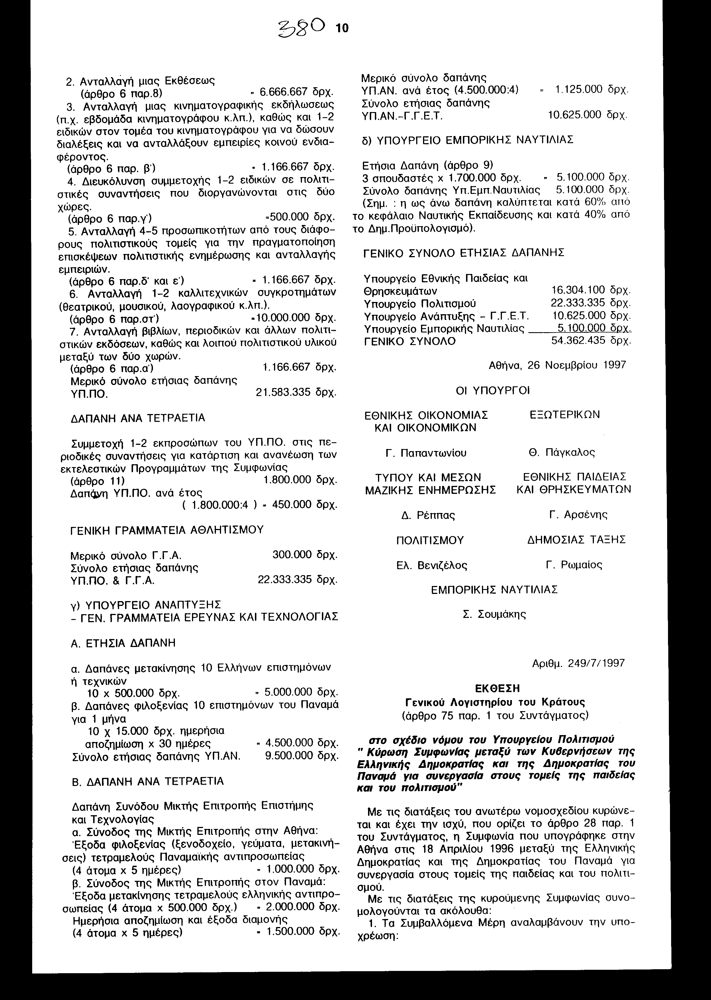 380 10
2. Ανταλλαγή μιας Εκθέσεως
(άρθρο 6 παρ.8) = 6.666.667 δρχ.
3. Ανταλλαγή μιας κινηματογραφικής εκδήλωσεως
(π.χ. εβδομάδα κινηματογράφου κ.λπ.), καθώς και 1-2
ειδικών στον τομέα του κινηματογράφου για να δώσουν
διαλέξεις και να ανταλλάξουν εμπειρίες κοινού ενδια-
φέροντος.
(άρθρο 6 παρ. β') = 1.166.667 δρχ.
4. Διευκόλυνση συμμετοχής 1-2 ειδικών σε πολιτι-
στικές συναντήσεις που διοργανώνονται στις δύο
χώρες.
(άρθρο 6 παρ.γ') =500.000 δρχ.
5. Ανταλλαγή 4-5 προσωπικοτήτων από τους διάφο-
ρους πολιτιστικούς τομείς για την πραγματοποίηση
επισκέψεων πολιτιστικής ενημέρωσης και ανταλλαγής
εμπειριών.
(άρθρο 6 παρ.δ' και ε') = 1.166.667 δρχ.
6. Ανταλλαγή 1-2 καλλιτεχνικών συγκροτημάτων
(θεατρικού, μουσικού, λαογραφικού κ.λπ.).
(άρθρο 6 παρ.στ') =10.000.000 δρχ.
7. Ανταλλαγή βιβλίων, περιοδικών και άλλων πολιτι-
στικών εκδόσεων, καθώς και λοιπού πολιτιστικού υλικού
μεταξύ των δύο χωρών.
(άρθρο 6 παρ.α') 1.166.667 δρχ.
Μερικό σύνολο ετήσιας δαπάνης
ΥΠ.ΠΟ. 21.583.335 δρχ.
ΔΑΠΑΝΗ ΑΝΑ ΤΕΤΡΑΕΤΙΑ
Συμμετοχή 1-2 εκπροσώπων του ΥΠ.ΠΟ. στις πε-
ριοδικές συναντήσεις για κατάρτιση και ανανέωση των
εκτελεστικών Προγραμμάτων της Συμφωνίας
(άρθρο 11) 1.800.000 δρχ.
Δαπάνη ΥΠ.ΠΟ. ανά έτος
( 1.800.000:4 ) = 450.000 δρχ.
ΓΕΝΙΚΗ ΓΡΑΜΜΑΤΕΙΑ ΑΘΛΗΤΙΣΜΟΥ
Μερικό σύνολο Γ.Γ.Α. 300.000 δρχ.
Σύνολο ετήσιας δαπάνης
ΥΠ.ΠΟ. & Γ.Γ.Α. 22.333.335 δρχ.
γ) ΥΠΟΥΡΓΕΙΟ ΑΝΑΠΤΥΞΗΣ
- ΓΕΝ. ΓΡΑΜΜΑΤΕΙΑ ΕΡΕΥΝΑΣ ΚΑΙ ΤΕΧΝΟΛΟΓΙΑΣ
Α. ΕΤΗΣΙΑ ΔΑΠΑΝΗ
α. Δαπάνες μετακίνησης 10 Ελλήνων επιστημόνων
ή τεχνικών
10 x 500.000 δρχ. = 5.000.000 δρχ.
β. Δαπάνες φιλοξενίας 10 επιστημόνων του Παναμά
για 1 μήνα
10 χ 15.000 δρχ. ημερήσια
αποζημίωση x 30 ημέρες = 4.500.000 δρχ.
Σύνολο ετήσιας δαπάνης ΥΠ.ΑΝ. 9.500.000 δρχ.
Β. ΔΑΠΑΝΗ ΑΝΑ ΤΕΤΡΑΕΤΙΑ
Δαπάνη Συνόδου Μικτής Επιτροπής Επιστήμης
και Τεχνολογίας
α. Σύνοδος της Μικτής Επιτροπής στην Αθήνα:
Έξοδα φιλοξενίας (ξενοδοχείο, γεύματα, μετακινή-
σεις) τετραμελούς Παναμαϊκής αντιπροσωπείας
(4 άτομα x 5 ημέρες) = 1.000.000 δρχ.
β. Σύνοδος της Μικτής Επιτροπής στον Παναμά:
Έξοδα μετακίνησης τετραμελούς ελληνικής αντιπρο-
σωπείας (4 άτομα x 500.000 δρχ.) = 2.000.000 δρχ.
Ημερήσια αποζημίωση και έξοδα διαμονής
(4 άτομα x 5 ημέρες) = 1.500.000 δρχ.
Μερικό σύνολο δαπάνης
ΥΠ.ΑΝ. ανά έτος (4.500.000:4) = 1.125.000 δρχ.
Σύνολο ετήσιας δαπάνης
ΥΠ.ΑΝ.-Γ.Γ.Ε.Τ. 10.625.000 δρχ.
δ) ΥΠΟΥΡΓΕΙΟ ΕΜΠΟΡΙΚΗΣ ΝΑΥΤΙΛΙΑΣ
Ετήσια Δαπάνη (άρθρο 9)
3 σπουδαστές x 1.700.000 δρχ. = 5.100.000 δρχ.
Σύνολο δαπάνης Υπ.Εμπ.Ναυτιλίας 5.100.000 δρχ.
(Σημ. : η ως άνω δαπάνη καλύπτεται κατά 60% από
το κεφάλαιο Ναυτικής Εκπαίδευσης και κατά 40% από
το Δημ.Προϋπολογισμό).
ΓΕΝΙΚΟ ΣΥΝΟΛΟ ΕΤΗΣΙΑΣ ΔΑΠΑΝΗΣ
Υπουργείο Εθνικής Παιδείας και
Θρησκευμάτων 16.304.100 δρχ.
Υπουργείο Πολιτισμού 22.333.335 δρχ.
Υπουργείο Ανάπτυξης - Γ.Γ.Ε.Τ. 10.625.000 δρχ.
Υπουργείο Εμπορικής Ναυτιλίας 5.100.000 δρχ.
ΓΕΝΙΚΟ ΣΥΝΟΛΟ 54.362.435 δρχ.
Αθήνα, 26 Νοεμβρίου 1997
ΟΙ ΥΠΟΥΡΓΟΙ
ΕΘΝΙΚΗΣ ΟΙΚΟΝΟΜΙΑΣ ΕΞΩΤΕΡΙΚΩΝ
ΚΑΙ ΟΙΚΟΝΟΜΙΚΩΝ
Γ. Παπαντωνίου Θ. Πάγκαλος
ΤΥΠΟΥ ΚΑΙ ΜΕΣΩΝ ΕΘΝΙΚΗΣ ΠΑΙΔΕΙΑΣ
ΜΑΖΙΚΗΣ ΕΝΗΜΕΡΩΣΗΣ ΚΑΙ ΘΡΗΣΚΕΥΜΑΤΩΝ
Δ. Ρέππας Γ. Αρσένης
ΠΟΛΙΤΙΣΜΟΥ ΔΗΜΟΣΙΑΣ ΤΑΞΗΣ
Ελ. Βενιζέλος Γ. Ρωμαίος
ΕΜΠΟΡΙΚΗΣ ΝΑΥΤΙΛΙΑΣ
Σ. Σουμάκης
Αριθμ. 249/7/1997
ΕΚΘΕΣΗ
Γενικού Λογιστηρίου του Κράτους
(άρθρο 75 παρ. 1 του Συντάγματος)
στο σχέδιο νόμου του Υπουργείου Πολιτισμού
" Κύρωση Συμφωνίας μεταξύ των Κυβερνήσεων της
Ελληνικής Δημοκρατίας και της Δημοκρατίας του
Παναμά για συνεργασία στους τομείς της παιδείας
και του πολιτισμού"
Με τις διατάξεις του ανωτέρω νομοσχεδίου κυρώνε-
ται και έχει την ισχύ, που ορίζει το άρθρο 28 παρ. 1
του Συντάγματος, η Συμφωνία που υπογράφηκε στην
Αθήνα στις 18 Απριλίου 1996 μεταξύ της Ελληνικής
Δημοκρατίας και της Δημοκρατίας του Παναμά για
συνεργασία στους τομείς της παιδείας και του πολιτι-
σμού.
Με τις διατάξεις της κυρούμενης Συμφωνίας συνο-
μολογούνται τα ακόλουθα:
1. Τα Συμβαλλόμενα Μέρη αναλαμβάνουν την υπο-
χρέωση: